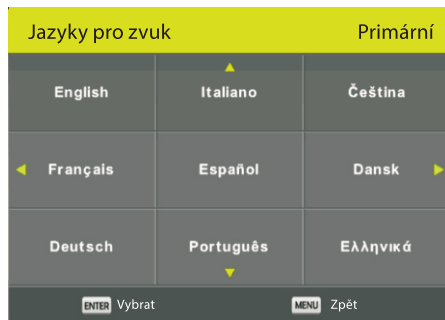 Jazyky pro zvuk Primární
English Italiano Čeština
Français Español Dansk
Deutsch Português Ελληνικά
ENTER Vybrat MENU Zpět